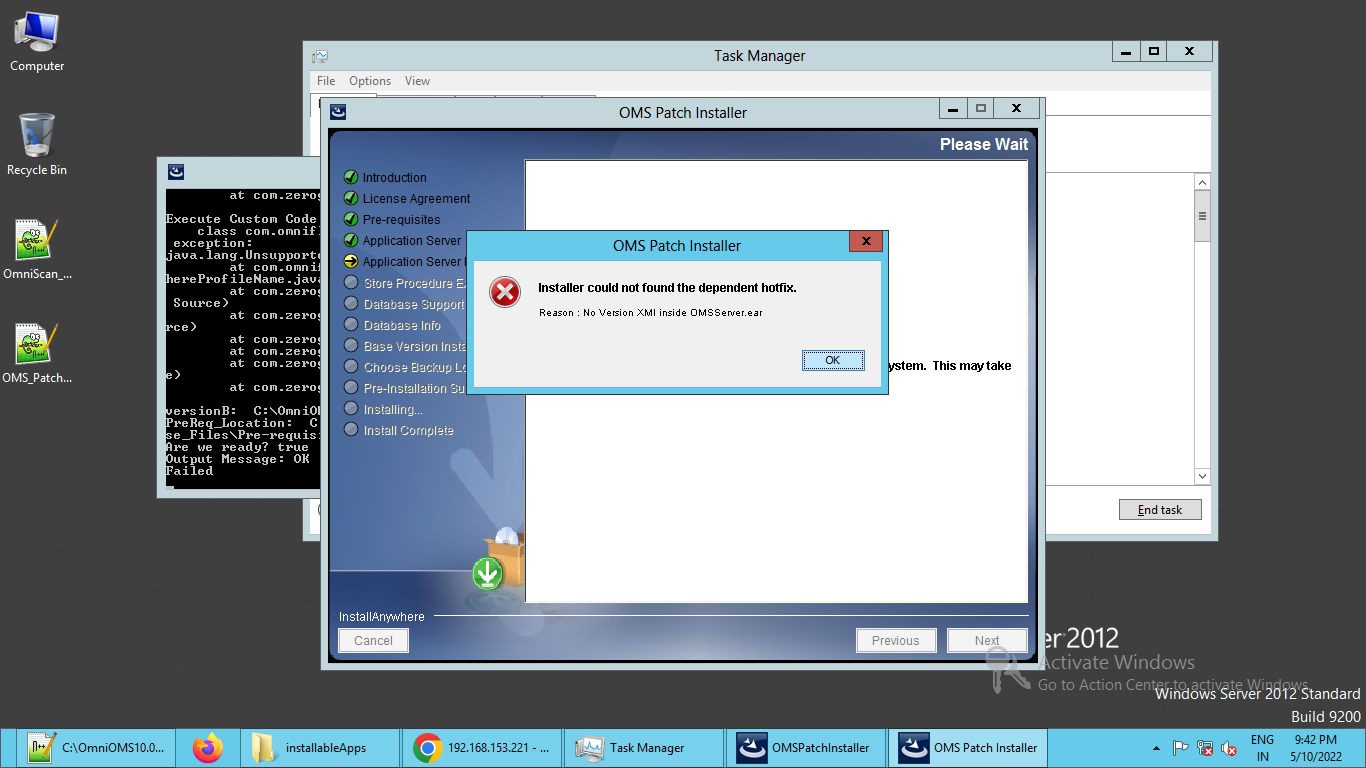 Computer
Recycle Bin
OmniScan_...
OMS_Patch...
Task Manager
File Options View
End task
at com.zerog
Execute Custom Code
class com.omnifl
exception:
java.lang.Unsupporte
at com.omnif
hereProfileName.java
at com.zerog
Source)
at com.zerog
rce)
at com.zerog
at com.zerog
at com.zerog
e)
at com.zerog
versionB: C:\OmniO
PreReq_Location: C
se_Files\Pre-requisi
Are we ready? true
Output Message: OK
Failed
OMS Patch Installer
Please Wait
Introduction
License Agreement
Pre-requisites
Application Server
Application Server
Store Procedure E
Database Support
Database Info
Base Version Insta
Choose Backup Lo
Pre-Installation Su
Installing...
Install Complete
ystem. This may take
InstallAnywhere
Cancel
Previous
Next
OMS Patch Installer
Installer could not found the dependent hotfix.
Reason : No Version XMl inside OMSServer.ear
OK
er 2012
Activate Windows
Go to Action Center to activate Windows.
Windows Server 2012 Standard
Build 9200
C:\OmniOMS10.0...
installableApps
192.168.153.221 - ...
Task Manager
OMSPatchInstaller
OMS Patch Installer
ENG
IN
9:42 PM
5/10/2022